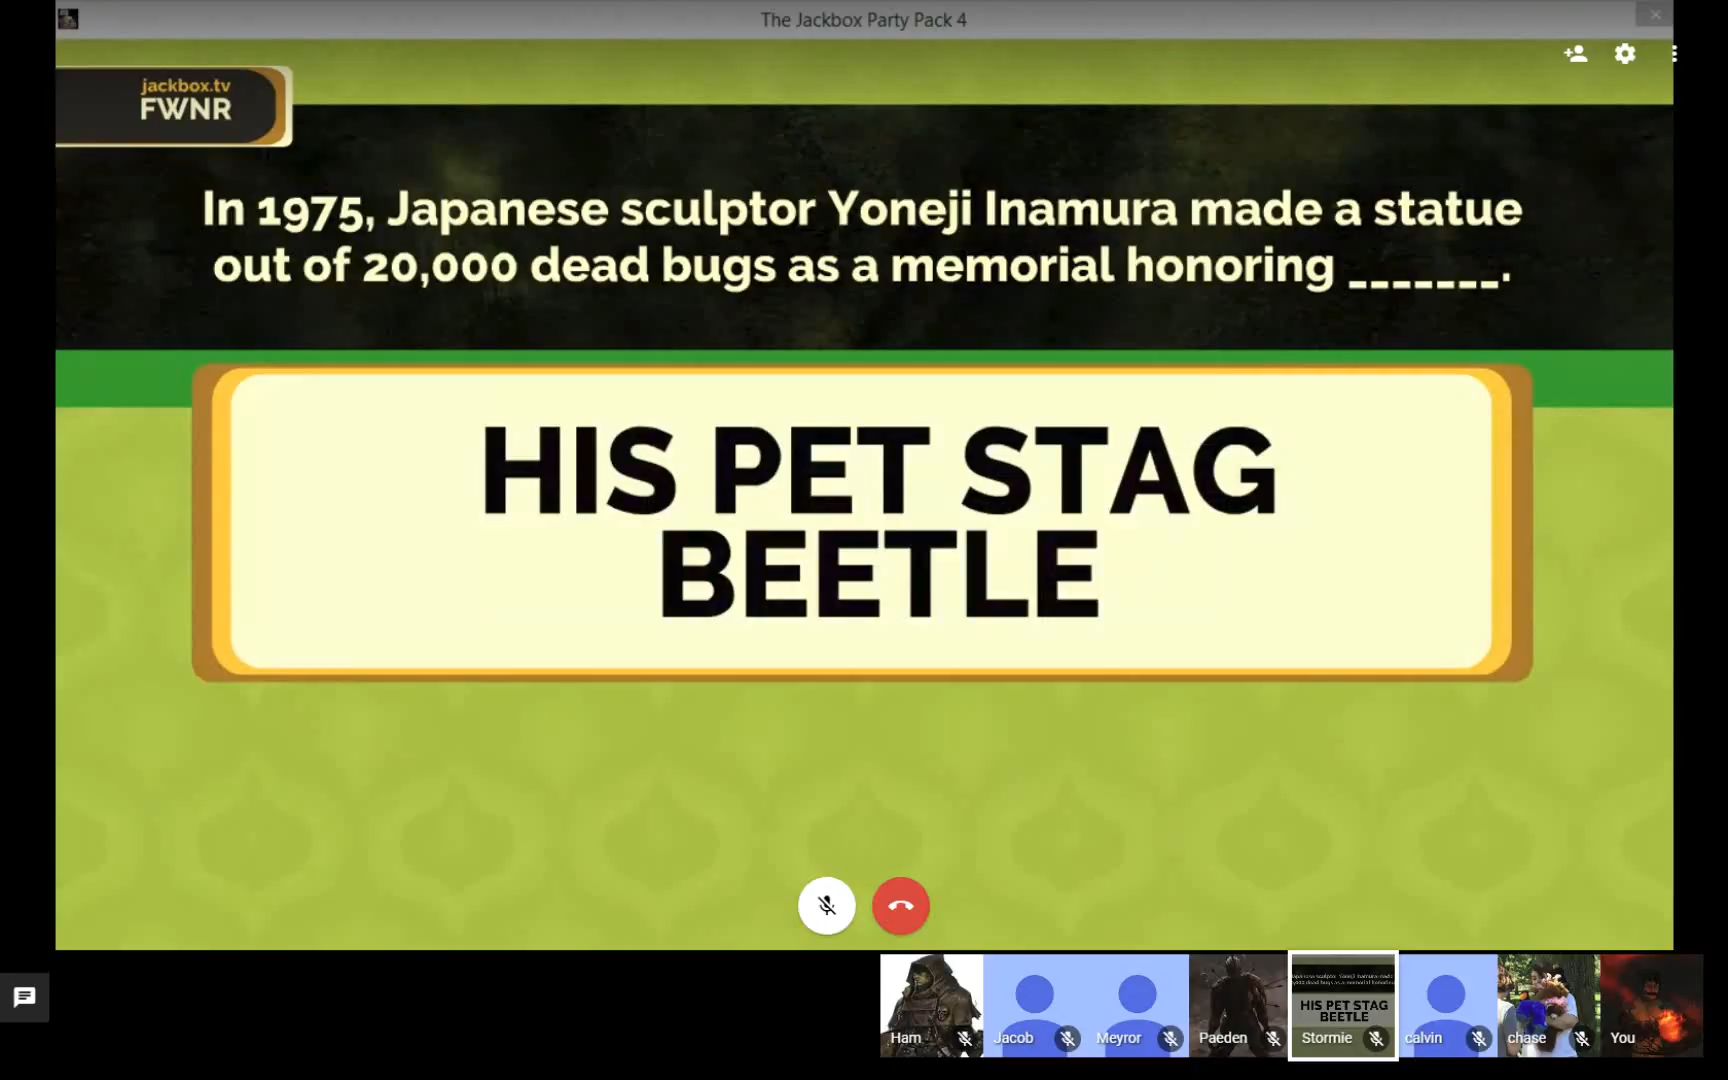 The Jackbox Party Pack 4
jackbox.tv
FWNR
In 1975, Japanese sculptor Yoneji Inamura made a statue
out of 20,000 dead bugs as a memorial honoring _______.
HIS PET STAG
BEETLE
HIS PET STAG
BEETLE
Ham
Jacob
Meyror
Paeden
Stormie
calvin
chase
You